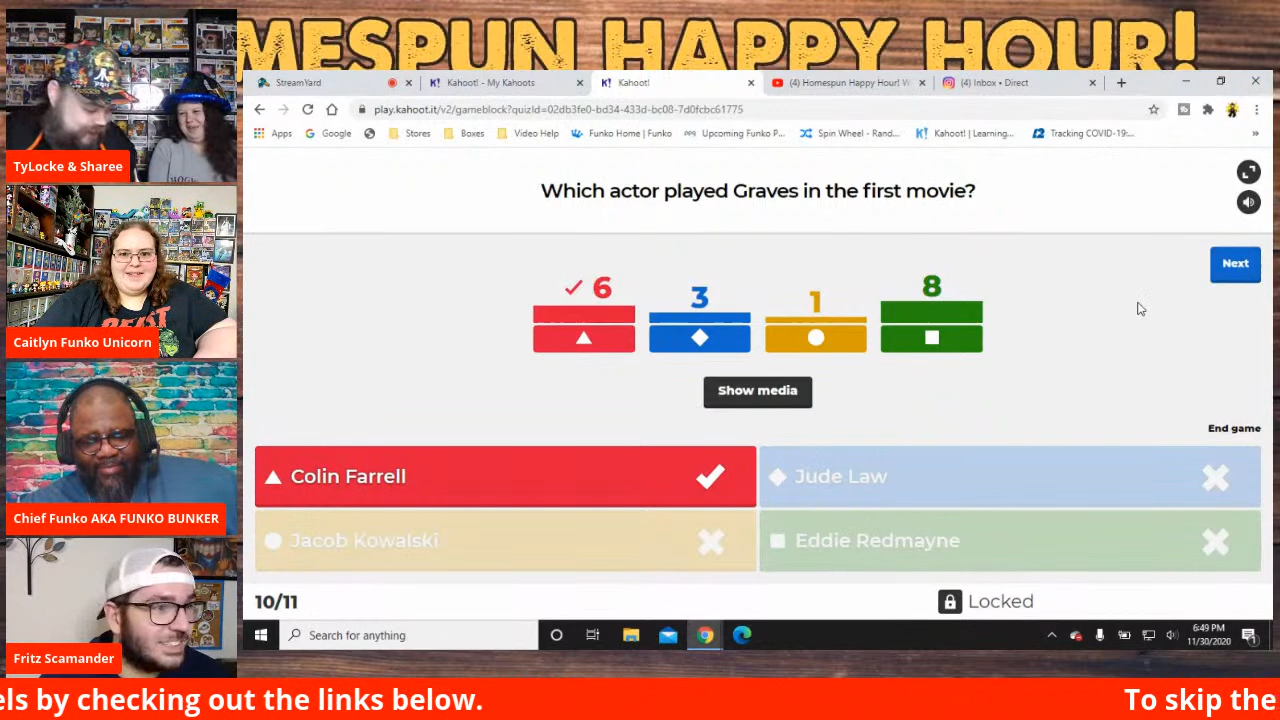 MESPUN HAPPY HOUR!
StreamYard
Kahoot! - My Kahoots
Kahoot!
(4) Homespun Happy Hour! W
(4) Inbox • Direct
play.kahoot.it/v2/gameblock?quizId=02db3fe0-bd34-433d-bc08-7d0fcbc61775
Apps
Google
Stores
Boxes
Video Help
Funko Home | Funko
Upcoming Funko P...
Spin Wheel - Rand...
Kahoot! | Learning...
Tracking COVID-19:...
TyLocke & Sharee
Which actor played Graves in the first movie?
Next
6
3
1
8
Caitlyn Funko Unicorn
Show media
End game
Colin Farrell
Jude Law
Jacob Kowalski
Eddie Redmayne
Chief Funko AKA FUNKO BUNKER
10/11
Locked
Search for anything
6:49 PM
11/30/2020
Fritz Scamander
els by checking out the links below.
To skip the